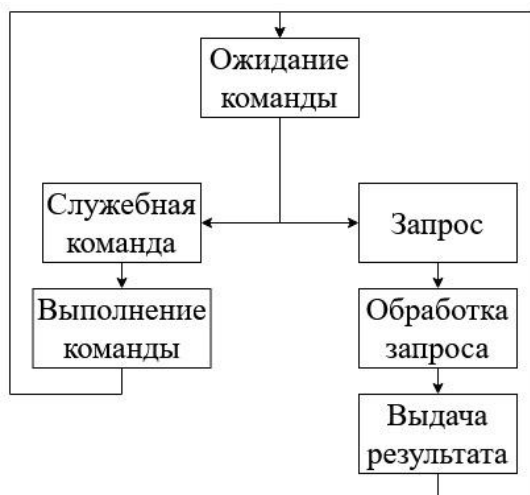 Ожидание
команды
Служебная
команда
Запрос
Выполнение
команды
Обработка
запроса
Выдача
результата